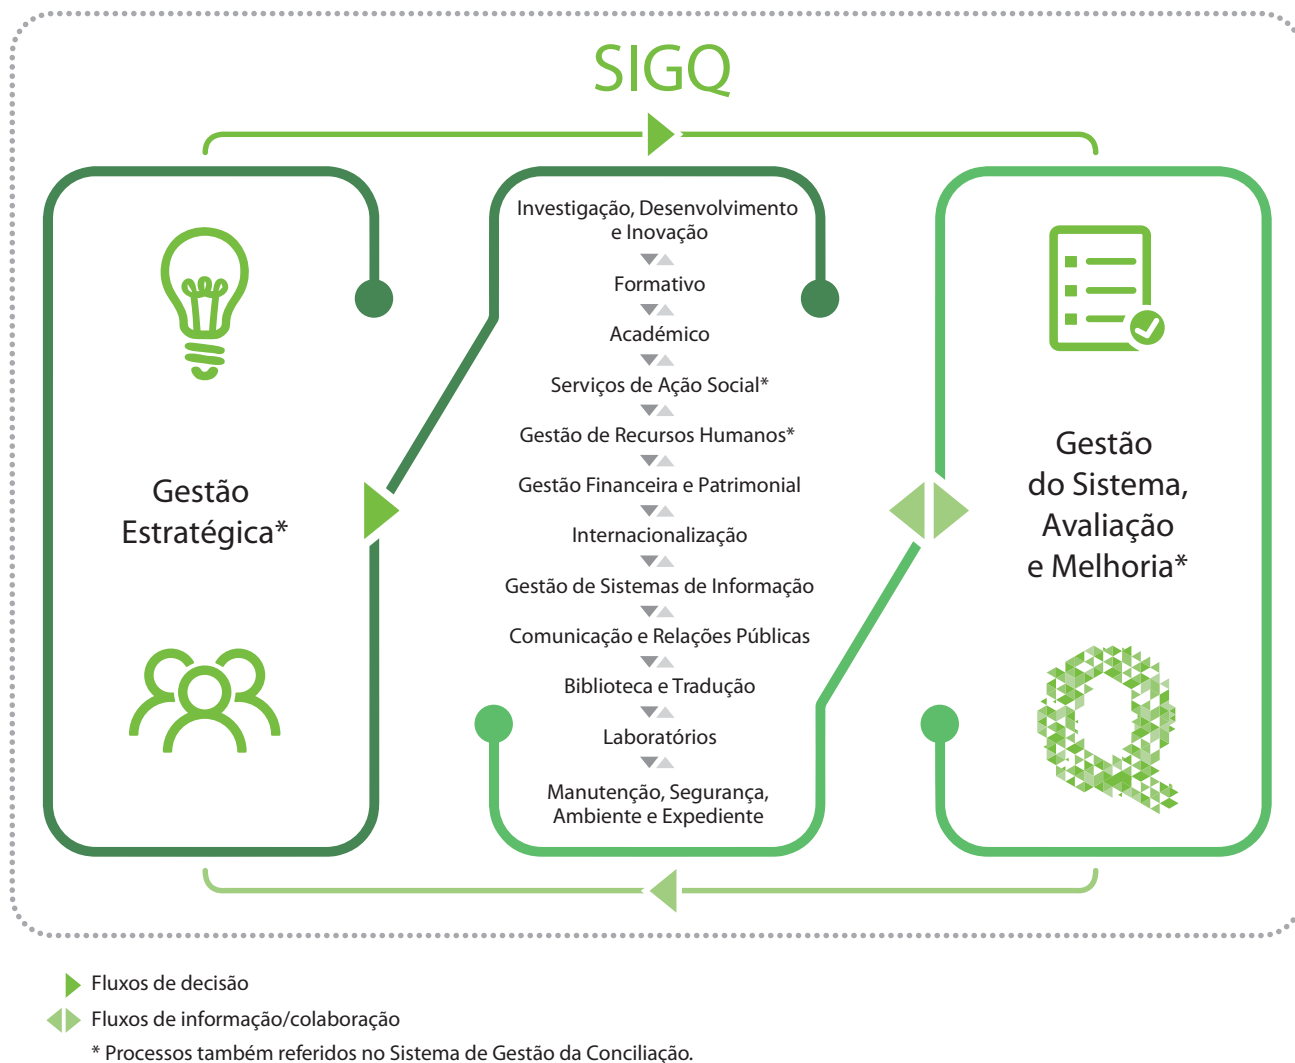 SIGQ
Gestão
Estratégica*
Investigação, Desenvolvimento
e Inovação
Formativo
Académico
Serviços de Ação Social*
Gestão de Recursos Humanos*
Gestão Financeira e Patrimonial
Internacionalização
Gestão de Sistemas de Informação
Comunicação e Relações Públicas
Biblioteca e Tradução
Laboratórios
Manutenção, Segurança,
Ambiente e Expediente
Gestão
do Sistema,
Avaliação
e Melhoria*
Fluxos de decisão
Fluxos de informação/colaboração
* Processos também referidos no Sistema de Gestão da Conciliação.